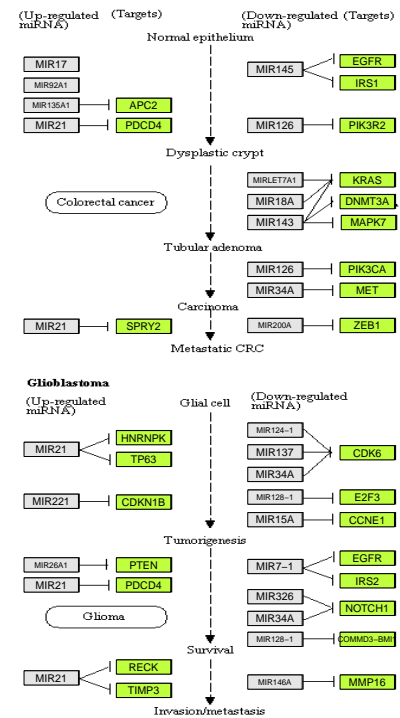 (Up-regulated miRNA) (Targets) (Down-regulated miRNA) (Targets)
Normal epithelium
MIR17
MIR92A1
MIR135A1 APC2
MIR21 PDCD4
MIR145 EGFR
IRS1
MIR126 PIK3R2
Dysplastic crypt
Colorectal cancer
MIRLET7A1 KRAS
MIR18A DNMT3A
MIR143 MAPK7
Tubular adenoma
MIR126 PIK3CA
MIR34A MET
Carcinoma
MIR21 SPRY2
MIR200A ZEB1
Metastatic CRC
Glioblastoma
(Up-regulated miRNA)
Glial cell
(Down-regulated miRNA)
MIR21 HNRNPK
TP63
MIR221 CDKN1B
MIR124-1
MIR137 CDK6
MIR34A
MIR128-1 E2F3
MIR15A CCNE1
Tumorigenesis
MIR26A1 PTEN
MIR21 PDCD4
Glioma
MIR7-1 EGFR
IRS2
MIR326 NOTCH1
MIR34A
MIR128-1 COMMD3-BMI1
Survival
MIR21 RECK
TIMP3
MIR146A MMP16
Invasion/metastasis